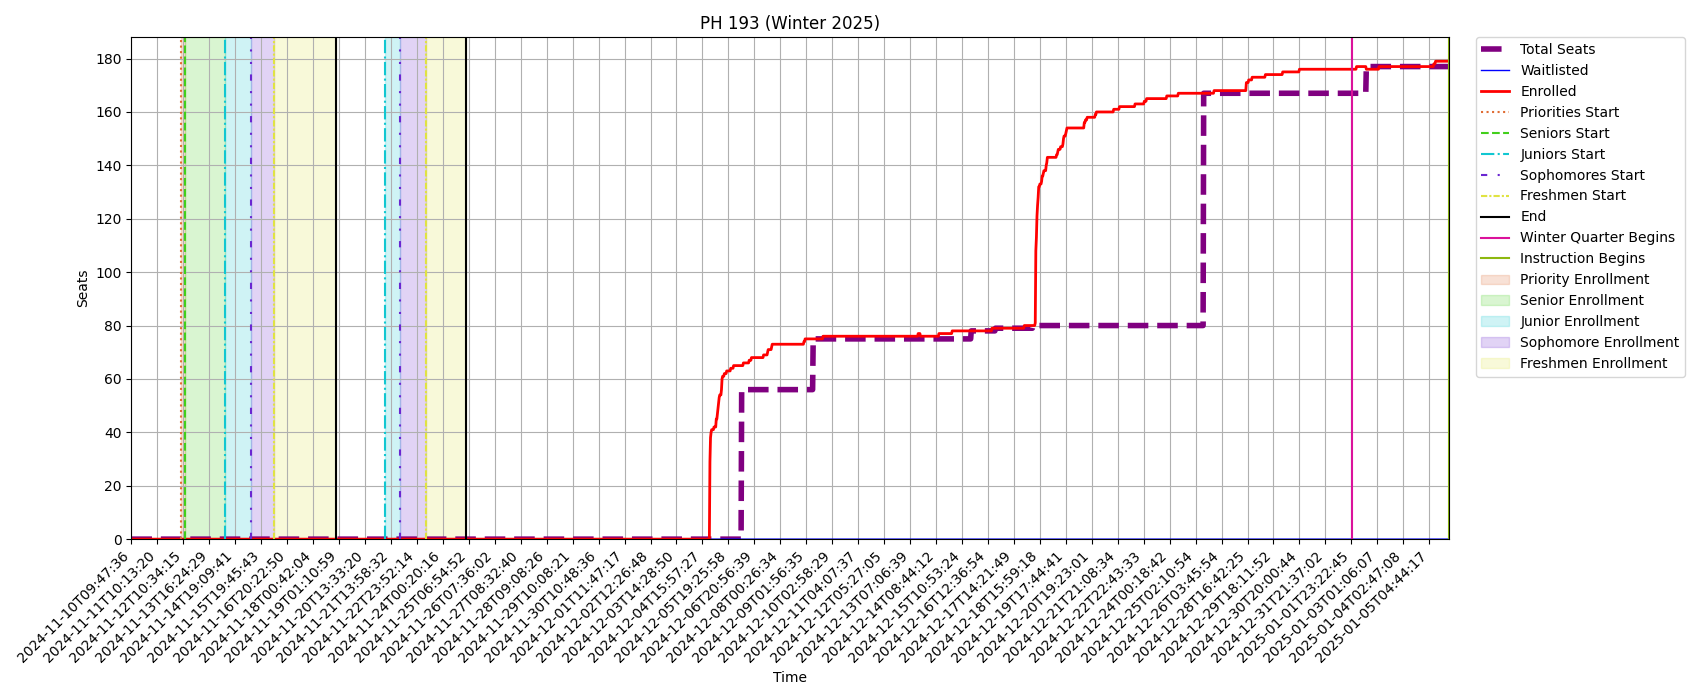 PH 193 (Winter 2025)
Seats
180
160
140
120
100
80
60
40
20
0
2024-11-10T09:47:36
2024-11-11T10:13:20
2024-11-12T10:34:15
2024-11-13T16:24:29
2024-11-14T19:09:41
2024-11-15T19:45:43
2024-11-16T20:22:50
2024-11-18T00:42:04
2024-11-19T01:10:59
2024-11-20T13:33:20
2024-11-21T23:58:32
2024-11-22T23:52:14
2024-11-24T00:20:16
2024-11-25T06:54:52
2024-11-26T07:36:02
2024-11-27T08:32:40
2024-11-28T09:08:26
2024-11-29T10:08:21
2024-11-30T10:48:36
2024-12-01T11:47:17
2024-12-02T12:26:48
2024-12-03T14:28:50
2024-12-04T15:57:27
2024-12-05T19:25:58
2024-12-06T20:56:39
2024-12-08T00:26:34
2024-12-09T01:56:35
2024-12-10T02:58:29
2024-12-11T04:07:37
2024-12-12T05:27:05
2024-12-13T07:06:39
2024-12-14T08:44:12
2024-12-15T10:53:24
2024-12-16T12:36:54
2024-12-17T14:21:49
2024-12-18T15:59:18
2024-12-19T17:44:41
2024-12-20T19:23:01
2024-12-21T21:08:34
2024-12-22T22:43:33
2024-12-24T00:18:42
2024-12-25T02:10:54
2024-12-26T03:45:54
2024-12-28T16:42:25
2024-12-29T18:11:52
2024-12-30T20:00:44
2024-12-31T21:37:02
2025-01-01T23:22:45
2025-01-03T01:06:07
2025-01-04T02:47:08
2025-01-05T04:44:17
Time
Total Seats
Waitlisted
Enrolled
Priorities Start
Seniors Start
Juniors Start
Sophomores Start
Freshmen Start
End
Winter Quarter Begins
Instruction Begins
Priority Enrollment
Senior Enrollment
Junior Enrollment
Sophomore Enrollment
Freshmen Enrollment